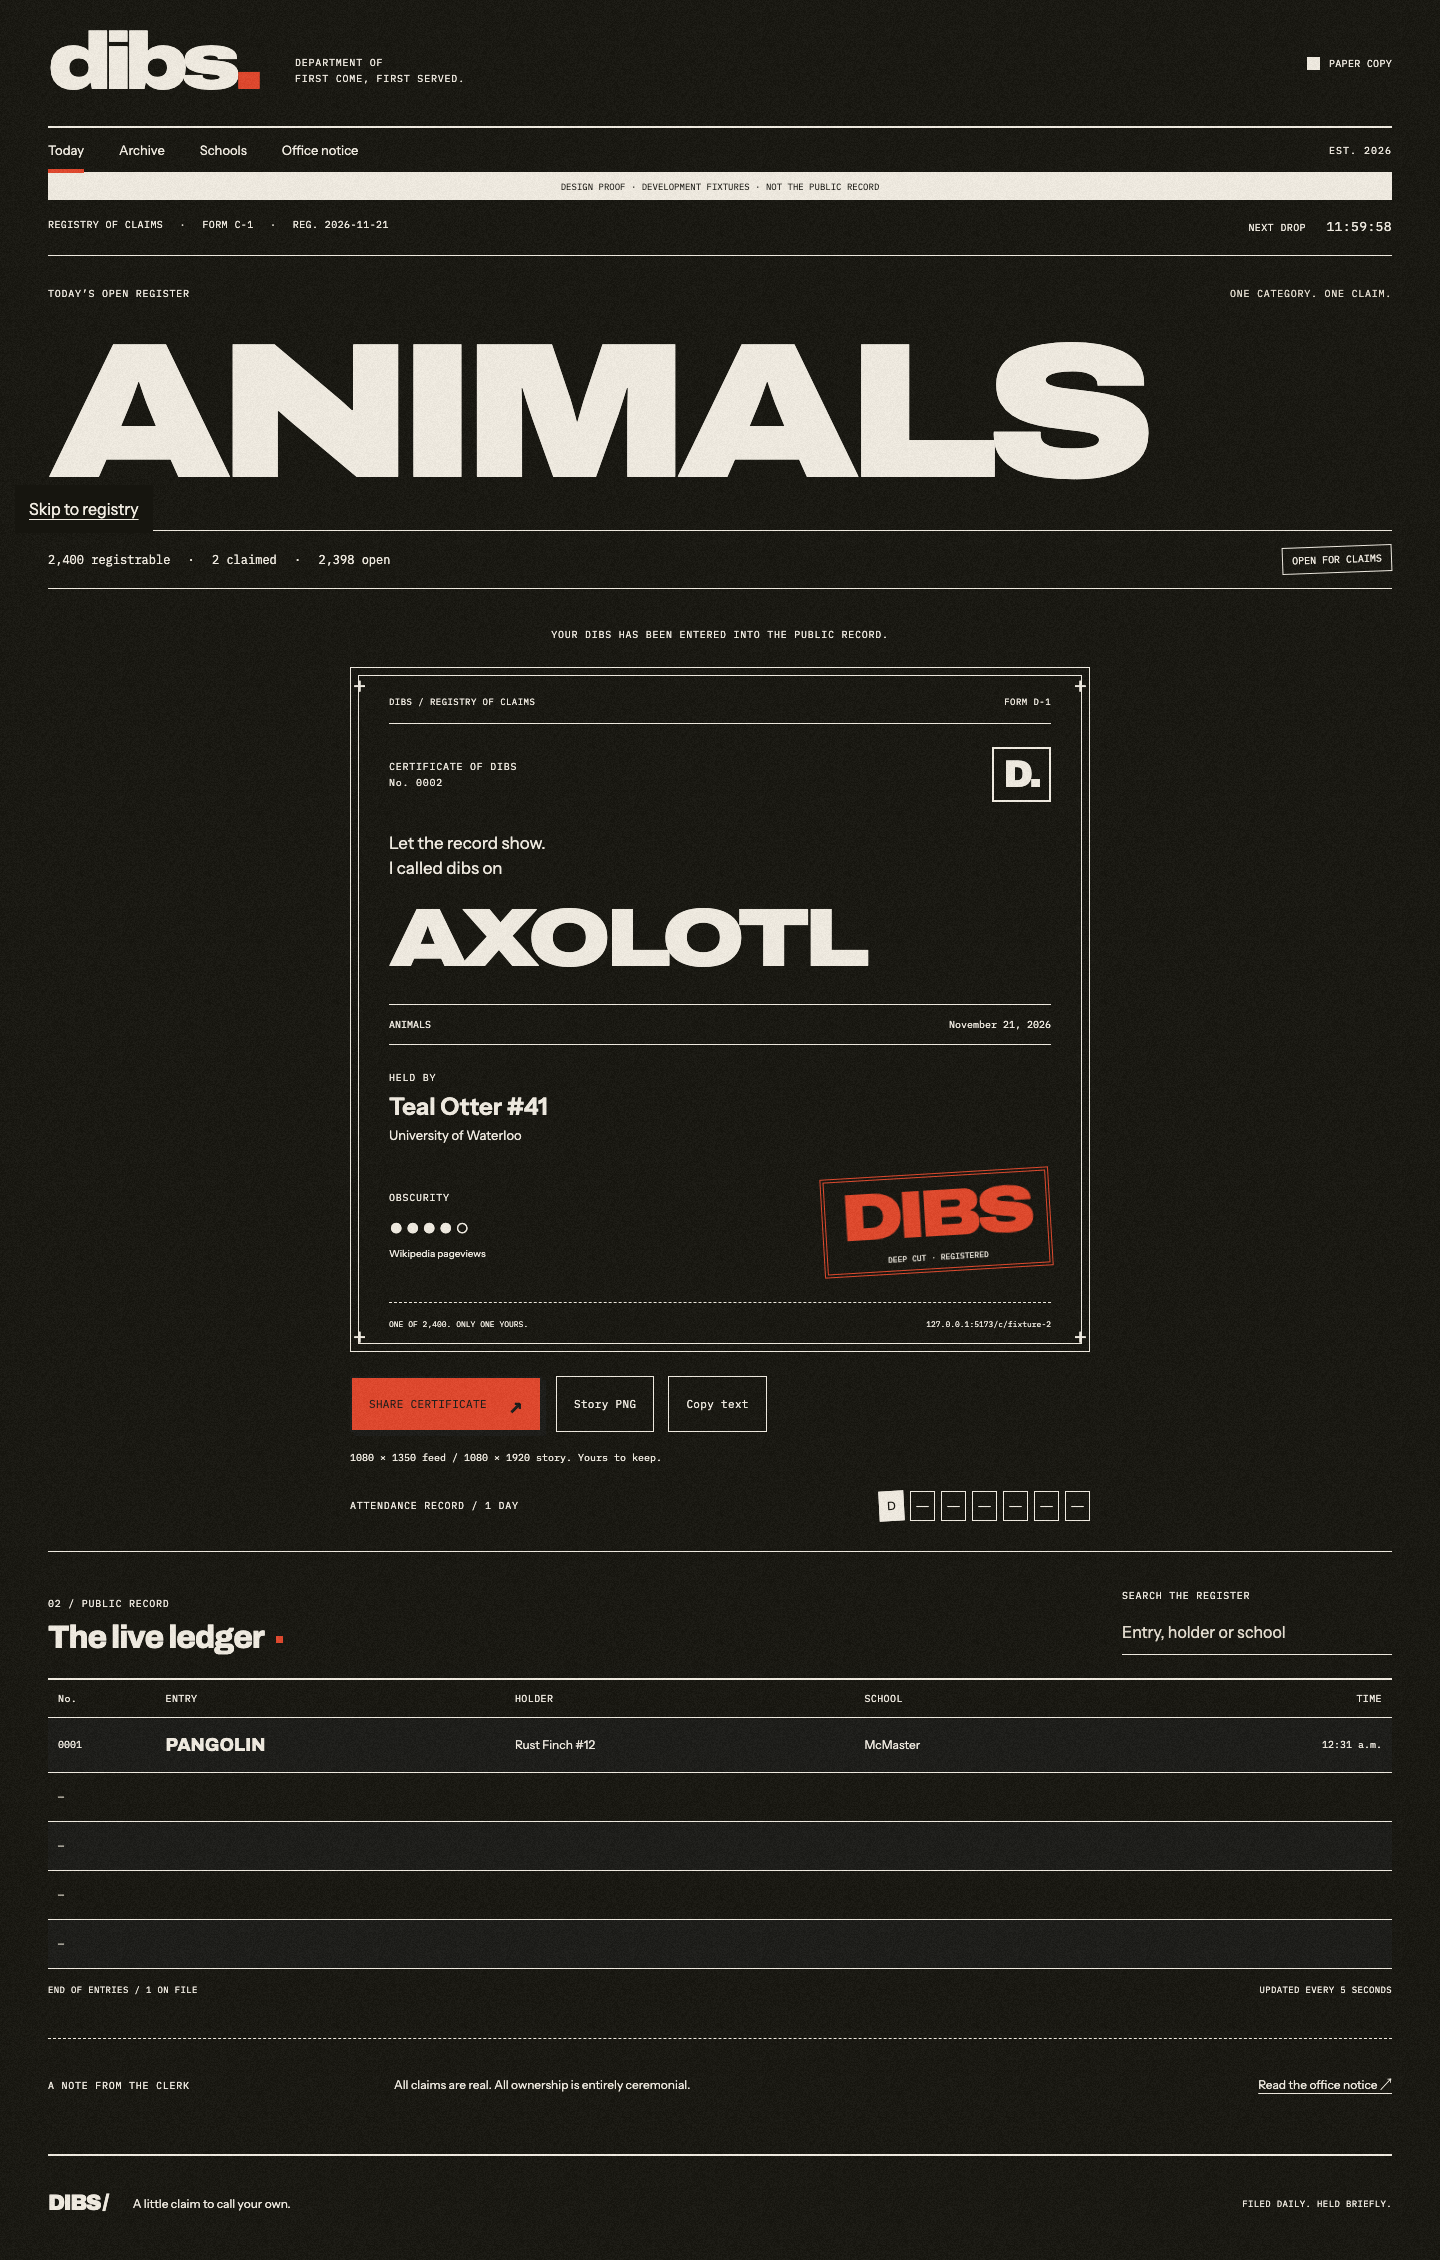 dibs.
DEPARTMENT OF
FIRST COME, FIRST SERVED.
PAPER COPY
Today Archive Schools Office notice EST. 2026
DESIGN PROOF · DEVELOPMENT FIXTURES · NOT THE PUBLIC RECORD
REGISTRY OF CLAIMS · FORM C-1 · REG. 2026-11-21 NEXT DROP 11:59:58
TODAY’S OPEN REGISTER ONE CATEGORY. ONE CLAIM.
ANIMALS
Skip to registry
2,400 registrable · 2 claimed · 2,398 open OPEN FOR CLAIMS
YOUR DIBS HAS BEEN ENTERED INTO THE PUBLIC RECORD.
DIBS / REGISTRY OF CLAIMS FORM D-1
CERTIFICATE OF DIBS
No. 0002
D.
Let the record show.
I called dibs on
AXOLOTL
ANIMALS November 21, 2026
HELD BY
Teal Otter #41
University of Waterloo
OBSCURITY
Wikipedia pageviews
DIBS
DEEP CUT · REGISTERED
ONE OF 2,400. ONLY ONE YOURS. 127.0.0.1:5173/c/fixture-2
SHARE CERTIFICATE ↗ Story PNG Copy text
1080 × 1350 feed / 1080 × 1920 story. Yours to keep.
ATTENDANCE RECORD / 1 DAY D — — — — — —
02 / PUBLIC RECORD
The live ledger
SEARCH THE REGISTER
Entry, holder or school
No. ENTRY HOLDER SCHOOL TIME
0001 PANGOLIN Rust Finch #12 McMaster 12:31 a.m.
—
—
—
—
END OF ENTRIES / 1 ON FILE UPDATED EVERY 5 SECONDS
A NOTE FROM THE CLERK All claims are real. All ownership is entirely ceremonial. Read the office notice ↗
DIBS/ A little claim to call your own. FILED DAILY. HELD BRIEFLY.